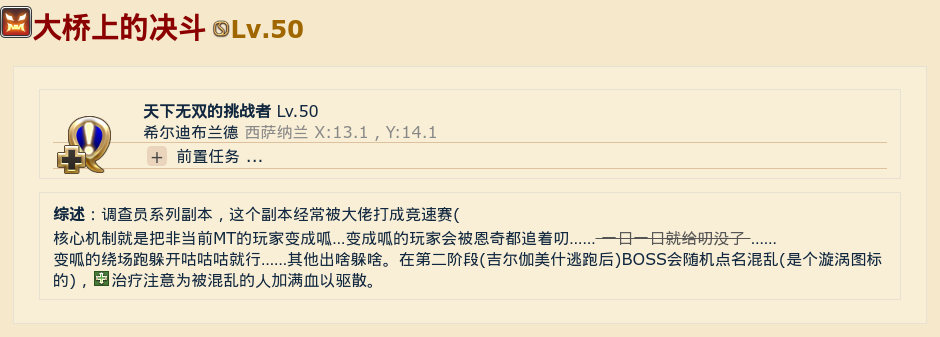 大桥上的决斗 Lv.50
天下无双的挑战者 Lv.50
希尔迪布兰德 西萨纳兰 X:13.1 , Y:14.1
+ 前置任务 ...
综述：调查员系列副本，这个副本经常被大佬打成竞速赛(
核心机制就是把非当前MT的玩家变成呱...变成呱的玩家会被恩奇都追着叨...... 一日一日就给叨没了 ......
变呱的绕场跑躲开咕咕咕就行......其他出啥躲啥。在第二阶段(吉尔伽美什逃跑后)BOSS会随机点名混乱(是个漩涡图标
的)，治疗注意为被混乱的人加满血以驱散。